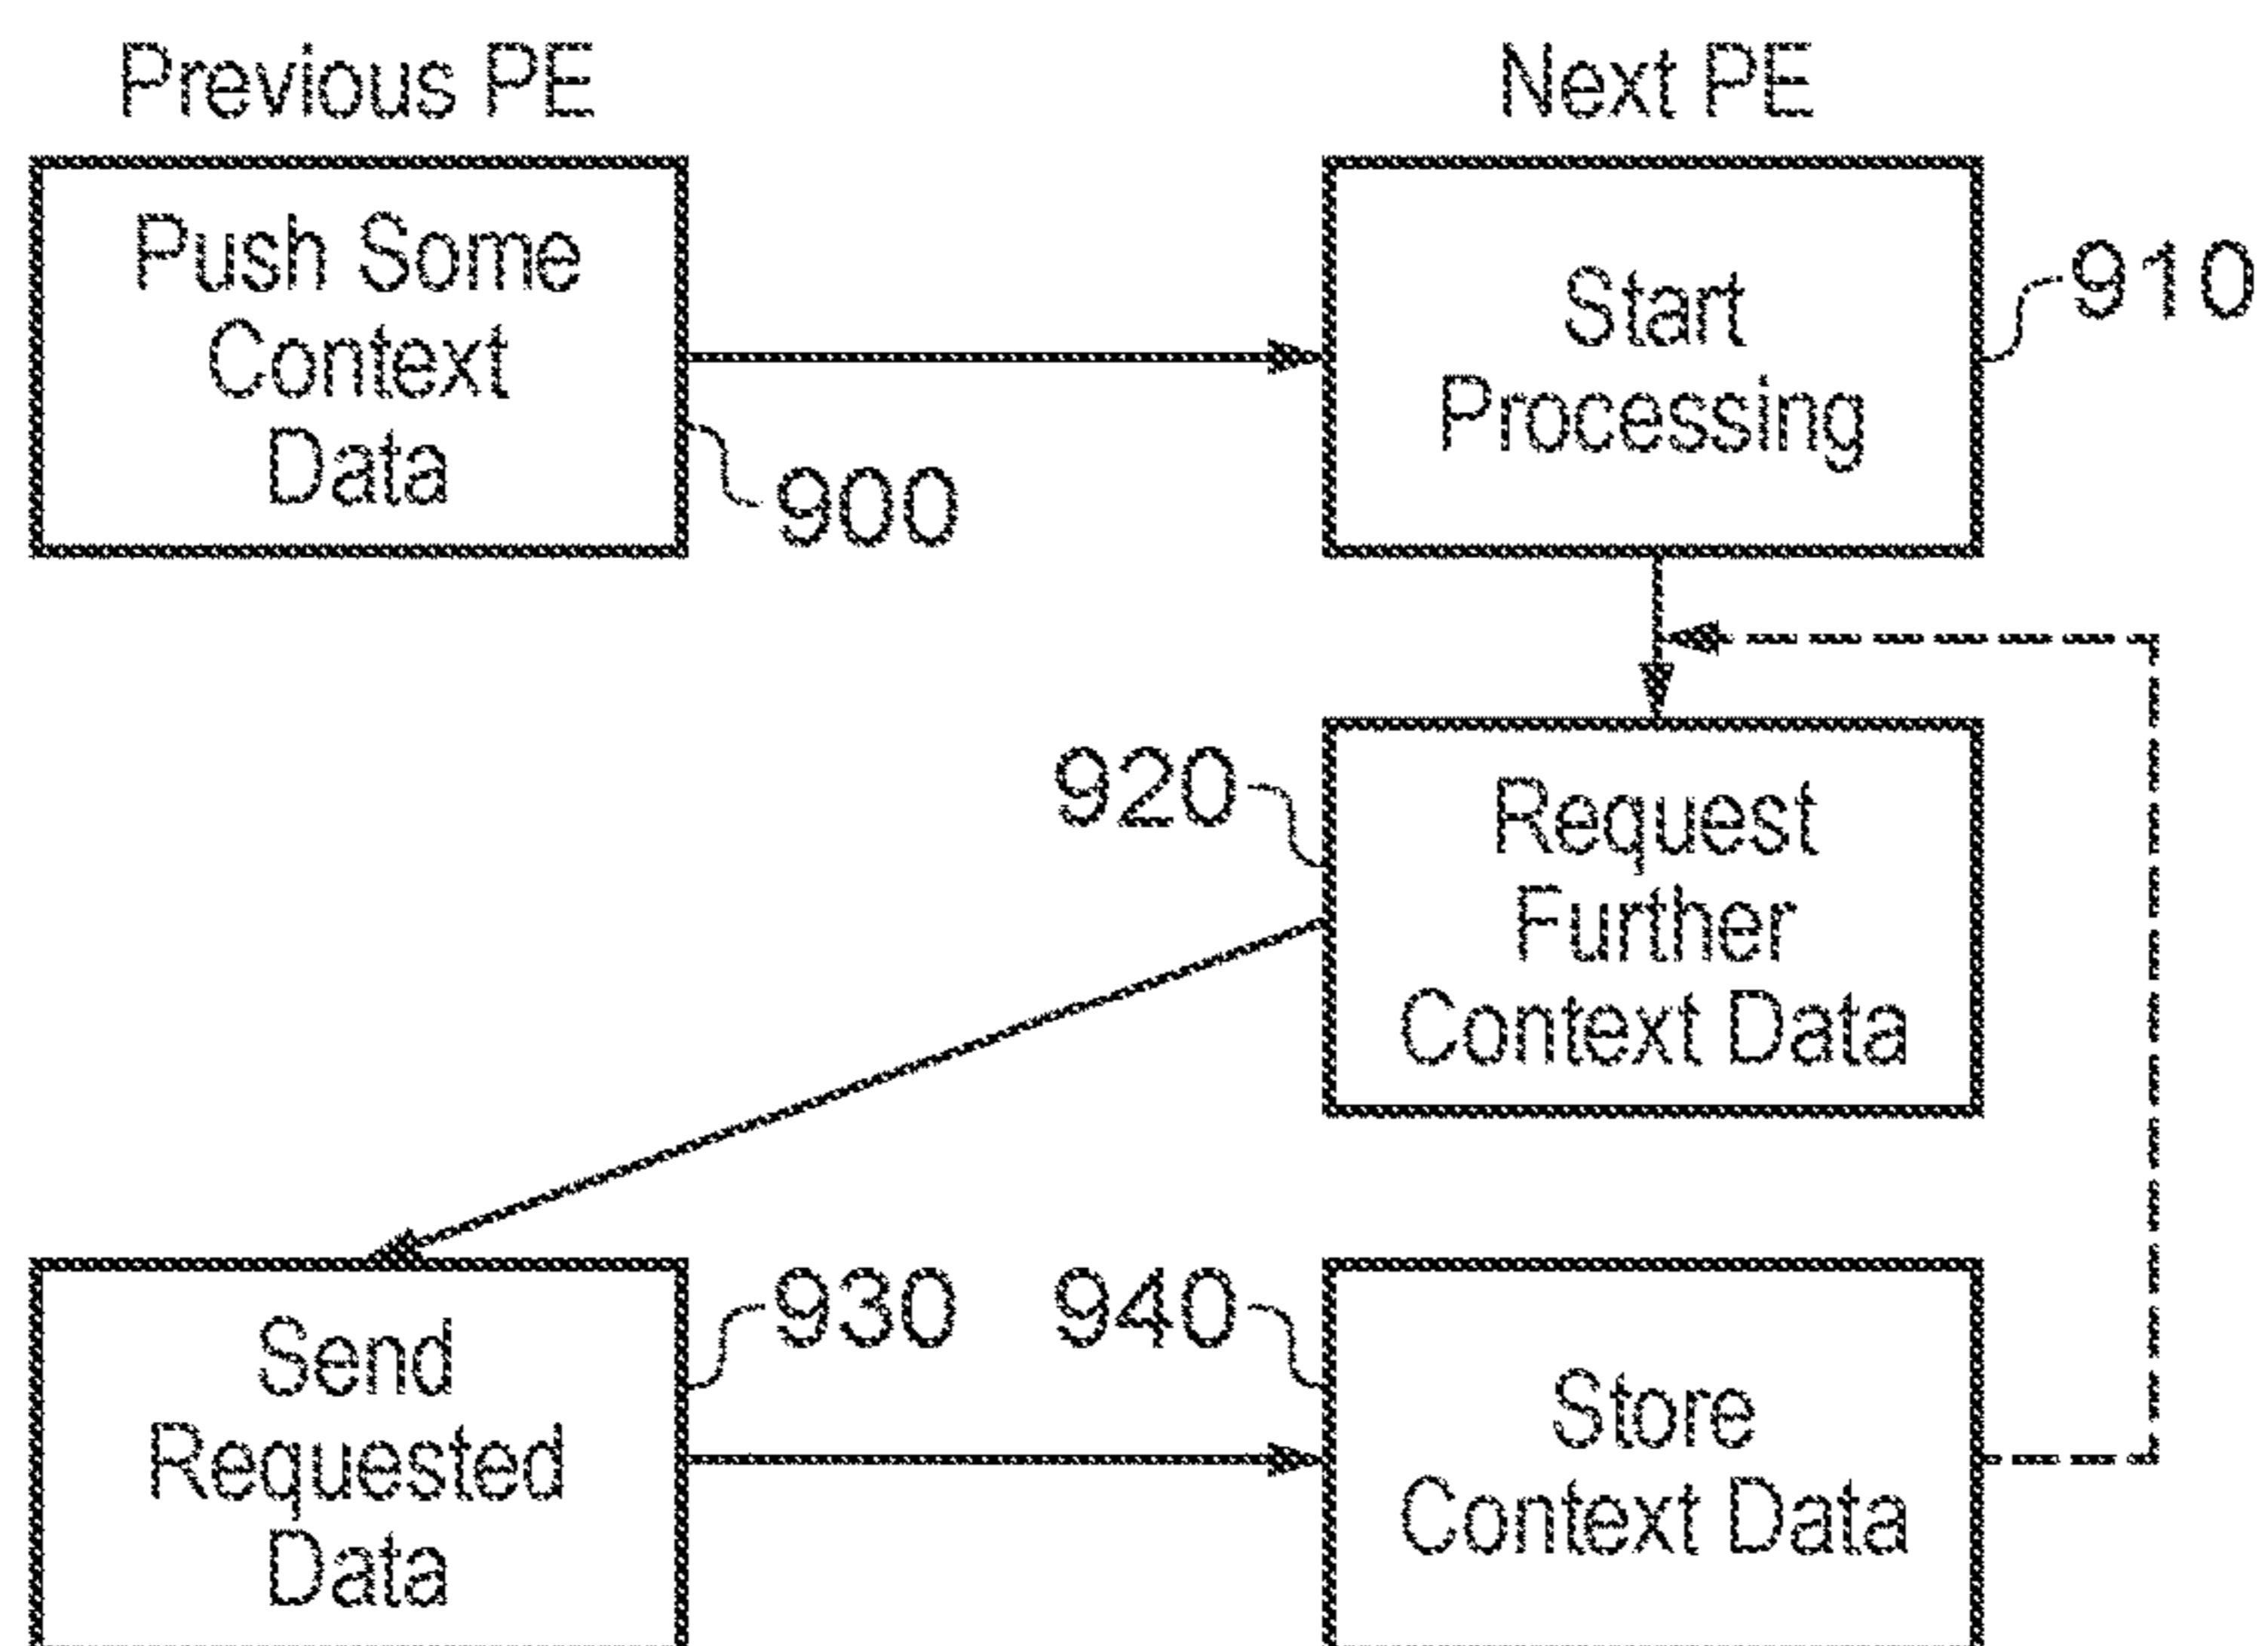 Previous PE
Next PE
Push Some
Context
Data
900
Start
Processing
910
920
Request
Further
Context Data
Send
Requested
Data
930
940
Store
Context Data